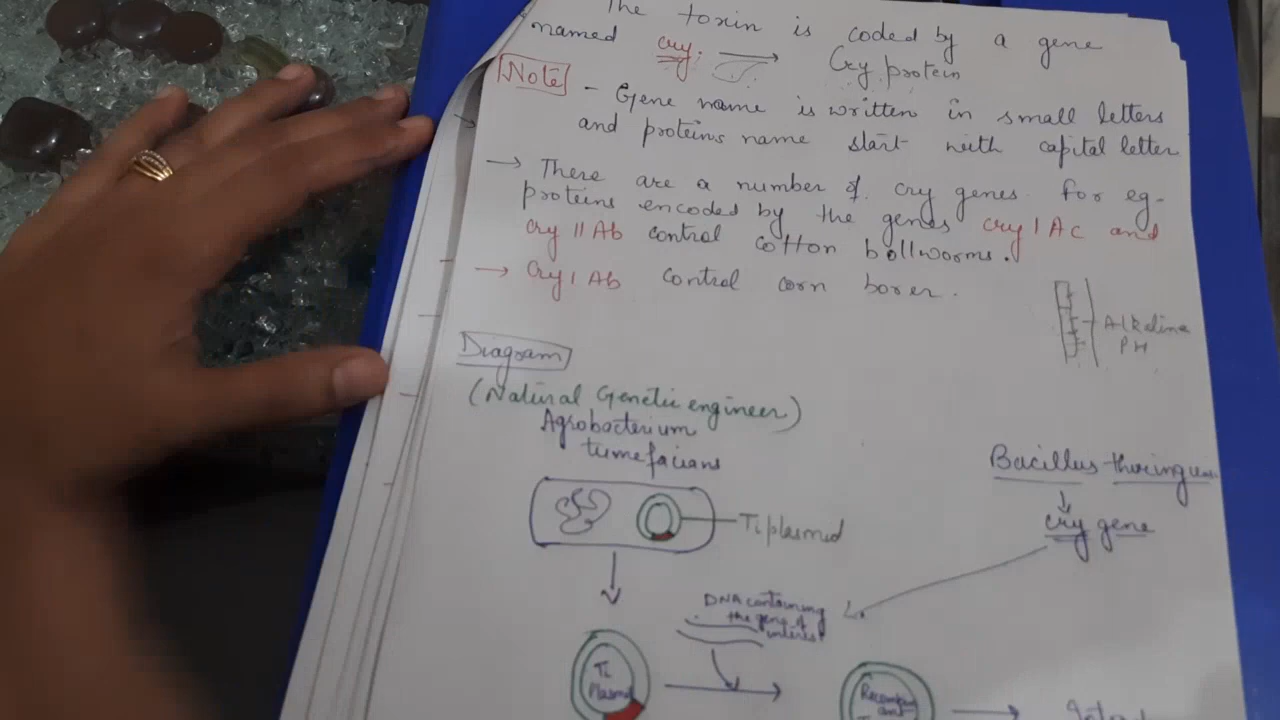 The toxin is coded by a gene
named cry. → Cry protein
Note - Gene name is written in small letters
and proteins name start with capital letter
→ There are a number of cry genes. For eg-
proteins encoded by the genes cry I Ac and
cry II Ab control cotton bollworms.
→ Cry I Ab control corn borer.
Alkaline
PH
Diagram
(Natural Genetic engineer)
Agrobacterium
tumefacians
Bacillus
cry gene
Ti plasmid
DNA containing
the gene of
interest
Ti
Plasmid